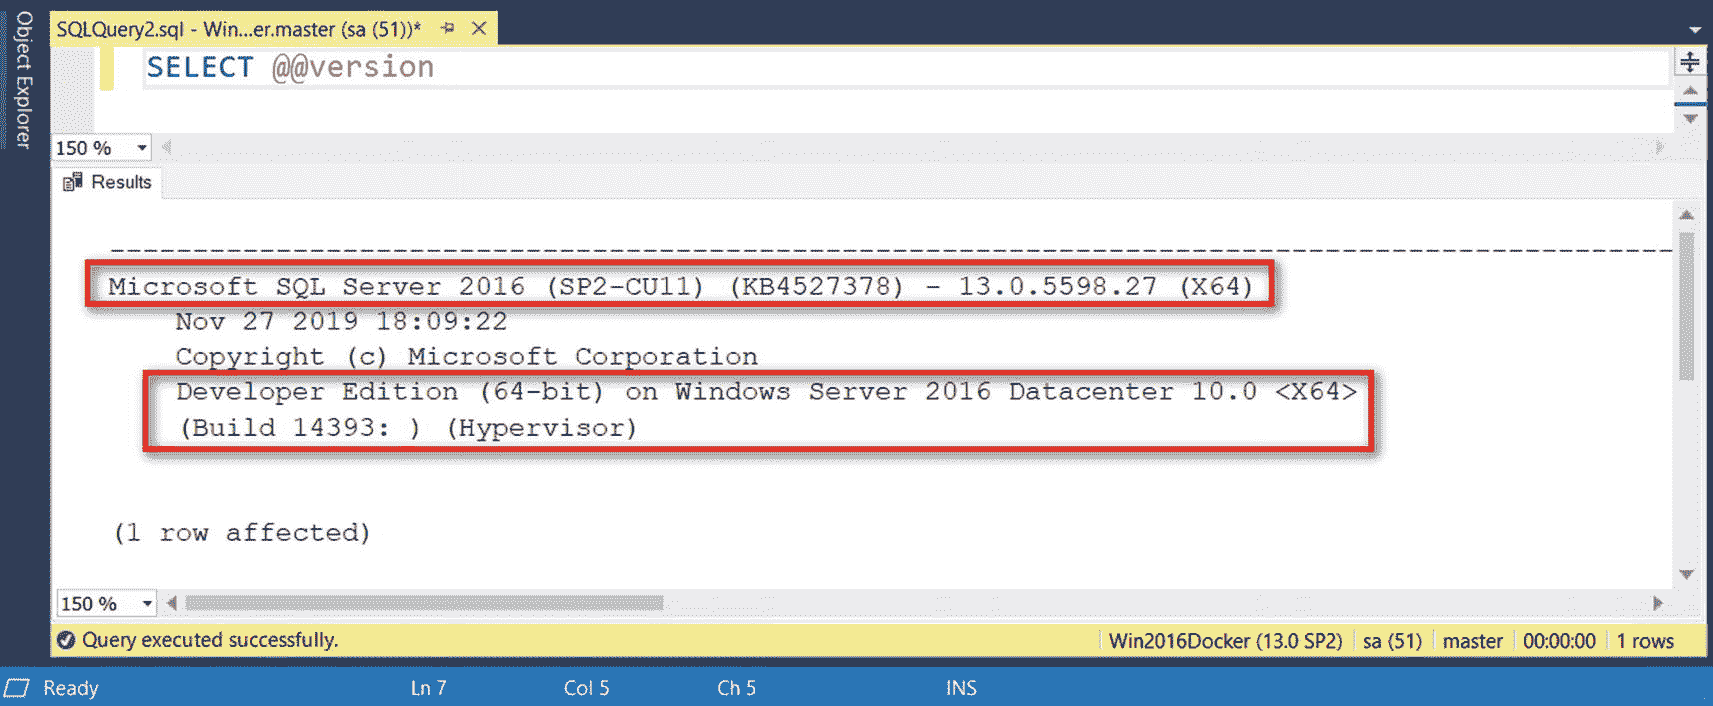 Object Explorer
SQLQuery2.sql - Win...er.master (sa (51))*
SELECT @@version
150 %
Results
Microsoft SQL Server 2016 (SP2-CU11) (KB4527378) - 13.0.5598.27 (X64)
Nov 27 2019 18:09:22
Copyright (c) Microsoft Corporation
Developer Edition (64-bit) on Windows Server 2016 Datacenter 10.0 <X64>
(Build 14393: ) (Hypervisor)
(1 row affected)
150 %
Query executed successfully. Win2016Docker (13.0 SP2) sa (51) master 00:00:00 1 rows
Ready Ln 7 Col 5 Ch 5 INS